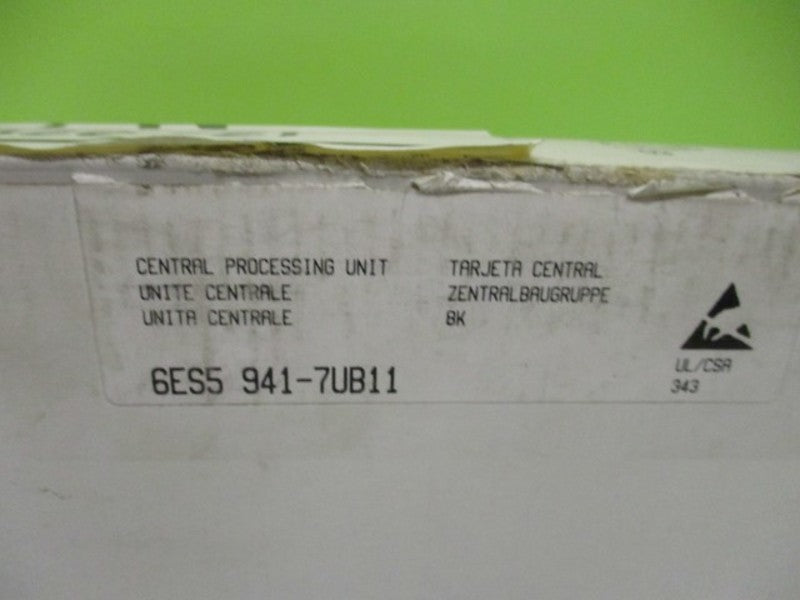 CENTRAL PROCESSING UNIT
UNITE CENTRALE
UNITA CENTRALE
TARJETA CENTRAL
ZENTRALBAUGRUPPE
8K
6ES5 941-7UB11
UL/CSA
343